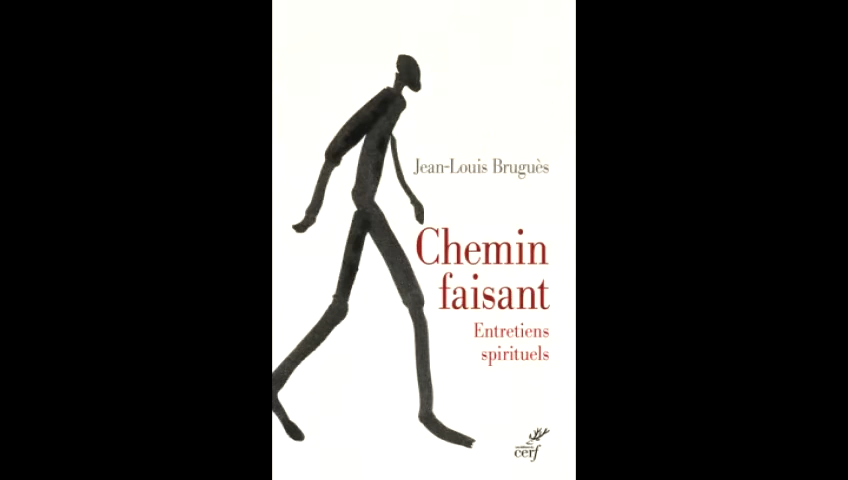 Jean-Louis Bruguès
Chemin
faisant
Entretiens
spirituels
cerf